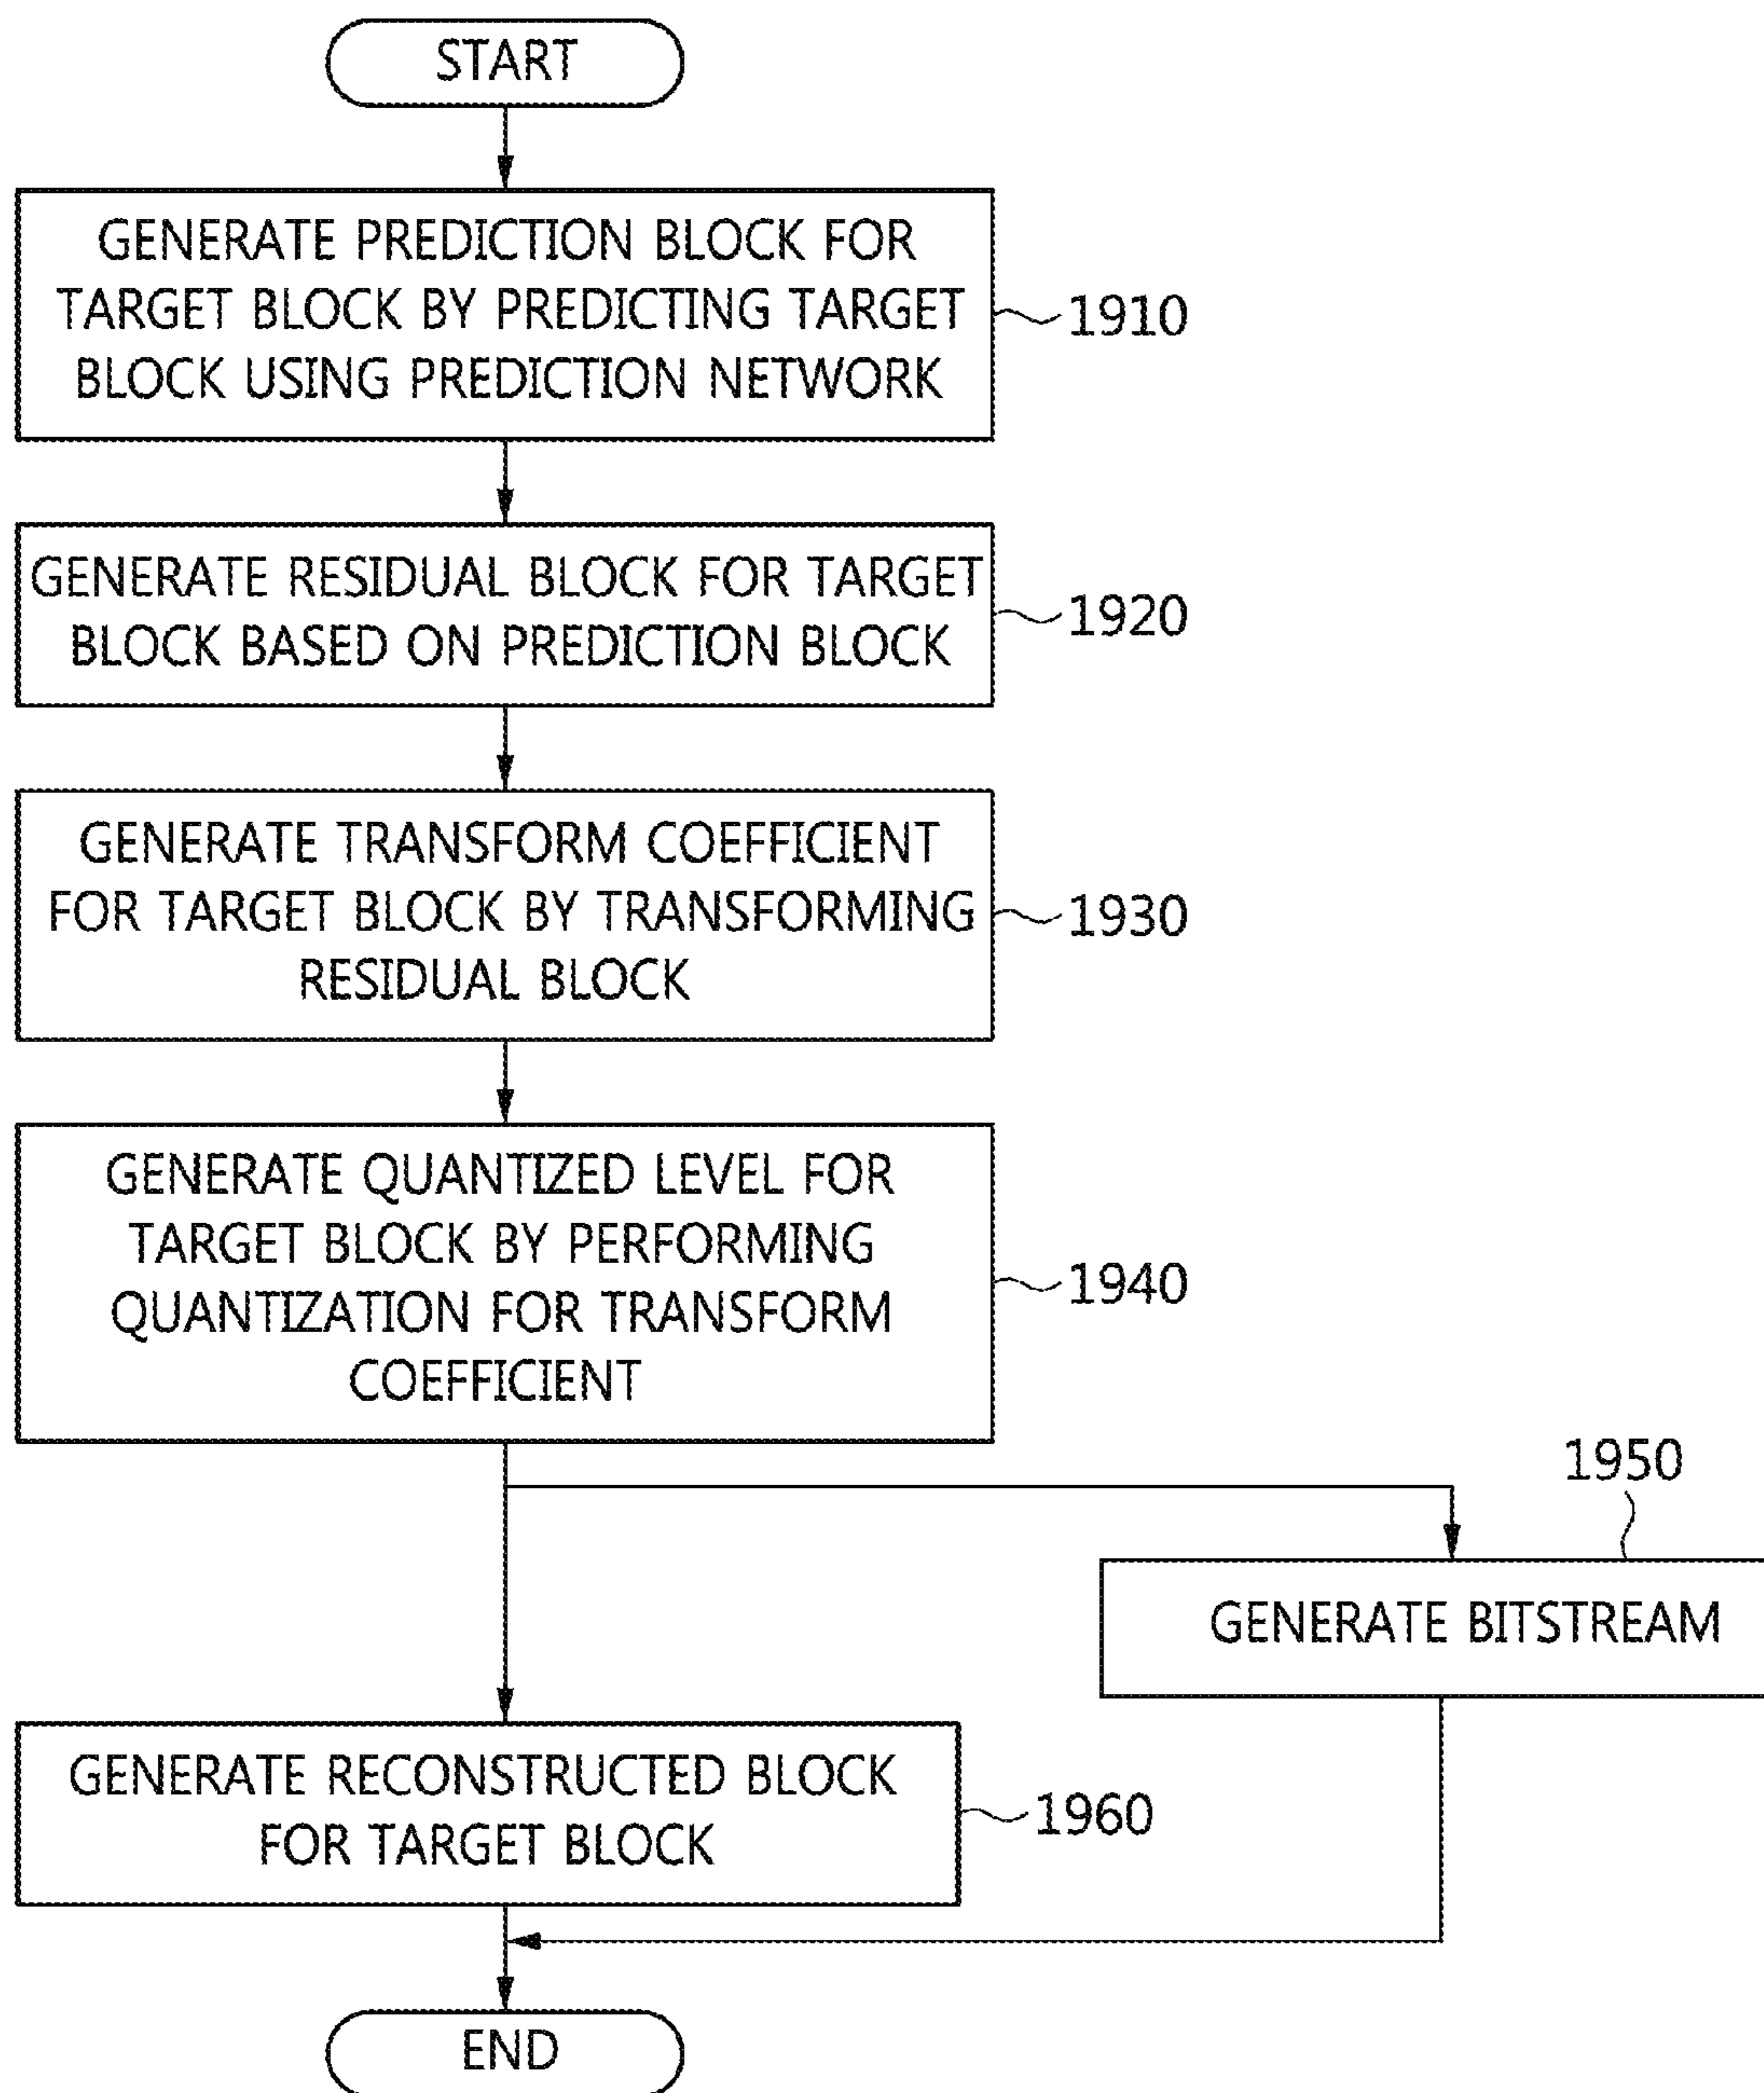 START
GENERATE PREDICTION BLOCK FOR
TARGET BLOCK BY PREDICTING TARGET
BLOCK USING PREDICTION NETWORK
1910
GENERATE RESIDUAL BLOCK FOR TARGET
BLOCK BASED ON PREDICTION BLOCK
1920
GENERATE TRANSFORM COEFFICIENT
FOR TARGET BLOCK BY TRANSFORMING
RESIDUAL BLOCK
1930
GENERATE QUANTIZED LEVEL FOR
TARGET BLOCK BY PERFORMING
QUANTIZATION FOR TRANSFORM
COEFFICIENT
1940
1950
GENERATE BITSTREAM
GENERATE RECONSTRUCTED BLOCK
FOR TARGET BLOCK
1960
END